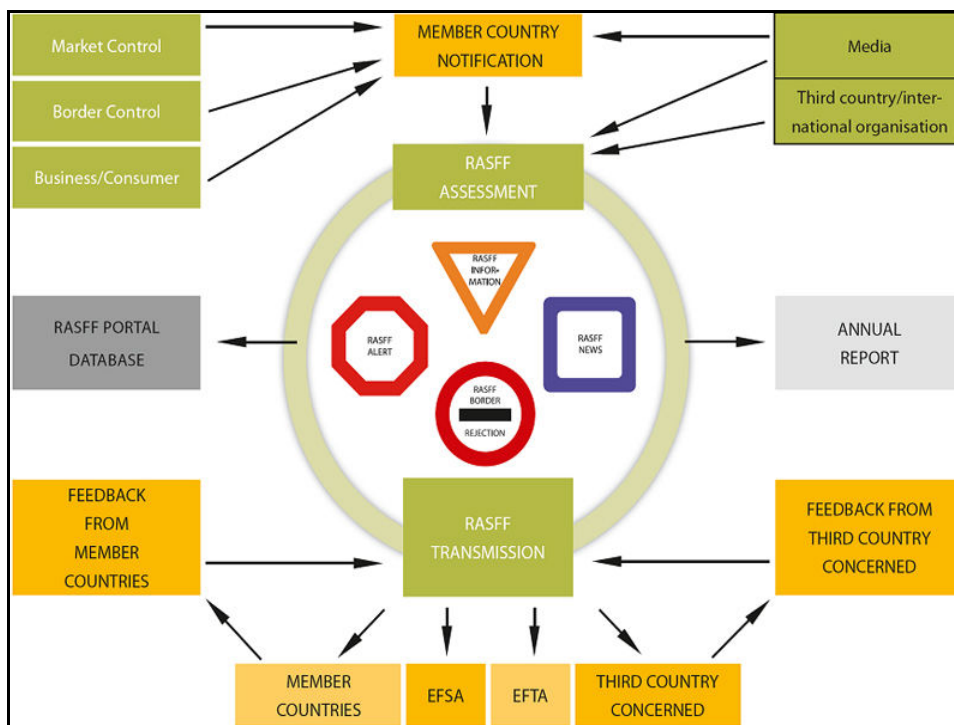 Market Control
MEMBER COUNTRY
NOTIFICATION
Media
Border Control
Third country/inter-
national organisation
Business/Consumer
RASFF
ASSESSMENT
RASFF
INFOR-
MATION
RASFF PORTAL
DATABASE
RASFF
ALERT
RASFF
NEWS
ANNUAL
REPORT
RASFF
BORDER
REJECTION
FEEDBACK
FROM
MEMBER
COUNTRIES
RASFF
TRANSMISSION
FEEDBACK FROM
THIRD COUNTRY
CONCERNED
MEMBER
COUNTRIES
EFSA
EFTA
THIRD COUNTRY
CONCERNED